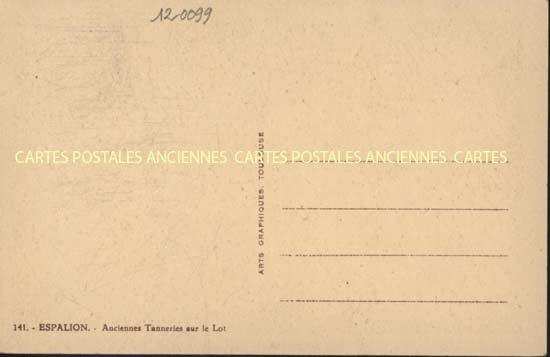 12-0099
CARTES POSTALES ANCIENNES CARTES POSTALES ANCIENNES CARTES
ARTS GRAPHIQUES, TOULOUSE
141. - ESPALION. - Anciennes Tanneries sur le Lot